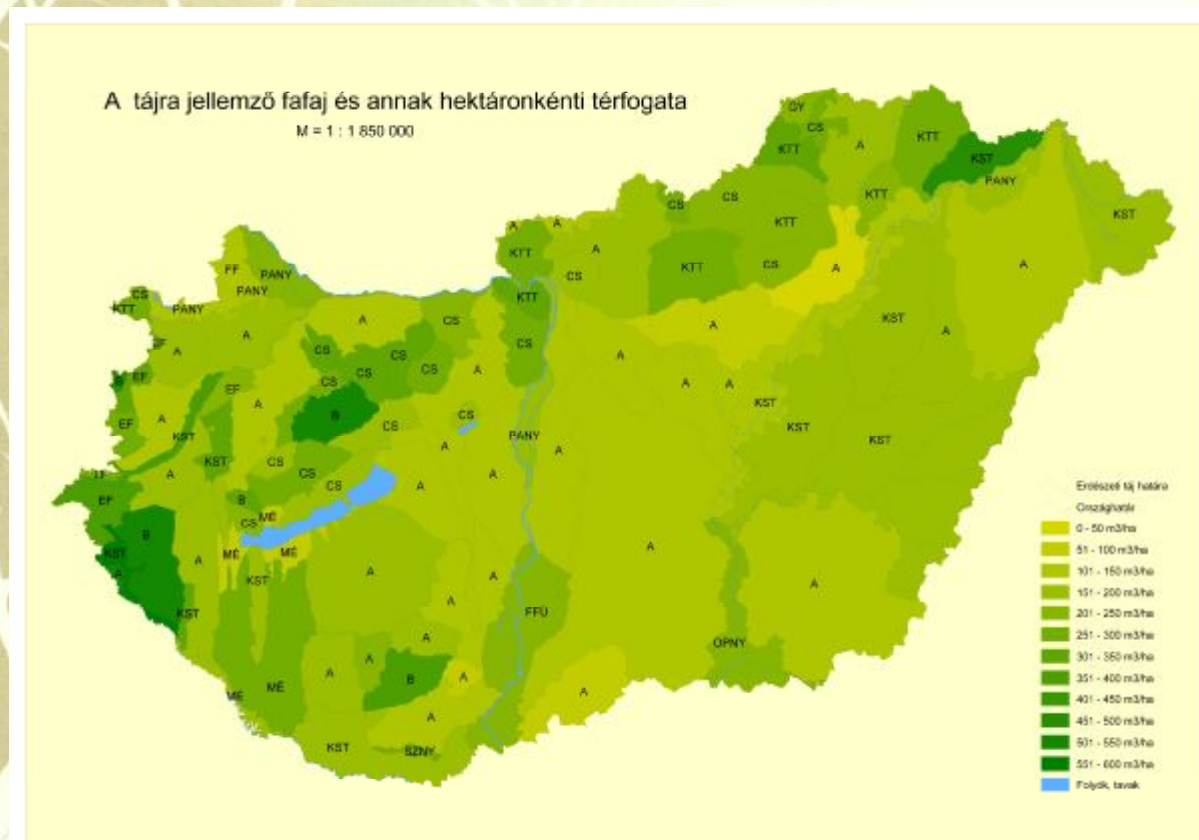 A tájra jellemző fafaj és annak hektáronkénti térfogata
M = 1 : 1 850 000
GY
CS
KTT
KTT
A
KST
PANY
KTT
CS
CS
KST
A
A
KTT
A
KTT
FF
PANY
KTT
CS
A
A
PANY
CS
CS
KTT
KTT
PANY
A
CS
KST
A
A
A
CS
A
CS
CS
A
CS
CS
CS
A
EF
EF
A
A
A
B
KST
EF
A
CS
CS
KST
KST
PANY
KST
A
A
KST
CS
A
A
CS
CS
A
EF
B
CS
MÉ
B
A
KST
MÉ
MÉ
A
A
KST
A
A
A
KST
FFÜ
A
OPNY
A
A
A
B
A
MÉ
MÉ
A
A
KST
SZNY
Erdészeti táj határa
Országhatár
0 - 50 m3/ha
51 - 100 m3/ha
101 - 150 m3/ha
151 - 200 m3/ha
201 - 250 m3/ha
251 - 300 m3/ha
301 - 350 m3/ha
351 - 400 m3/ha
401 - 450 m3/ha
451 - 500 m3/ha
501 - 550 m3/ha
551 - 600 m3/ha
Folyók, tavak